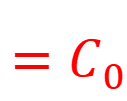 = C₀